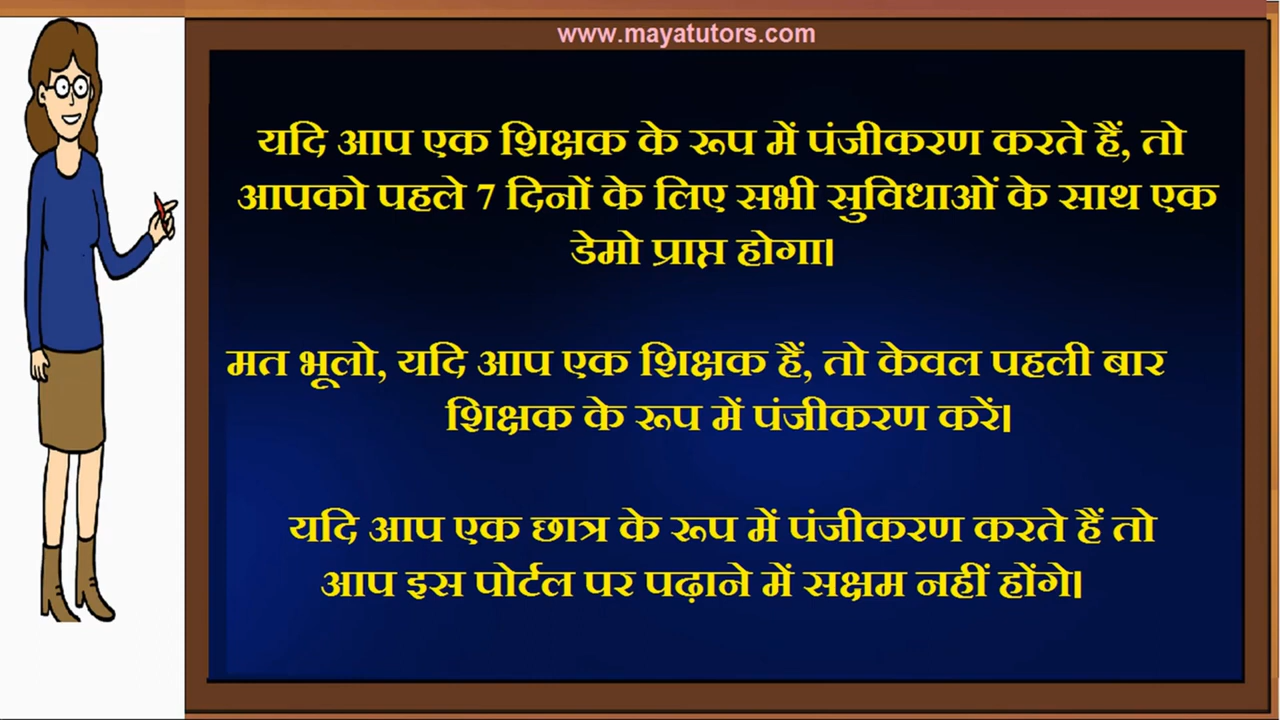 www.mayatutors.com
यदि आप एक शिक्षक के रूप में पंजीकरण करते हैं, तो
आपको पहले 7 दिनों के लिए सभी सुविधाओं के साथ एक
डेमो प्राप्त होगा।
मत भूलो, यदि आप एक शिक्षक हैं, तो केवल पहली बार
शिक्षक के रूप में पंजीकरण करें।
यदि आप एक छात्र के रूप में पंजीकरण करते हैं तो
आप इस पोर्टल पर पढ़ाने में सक्षम नहीं होंगे।